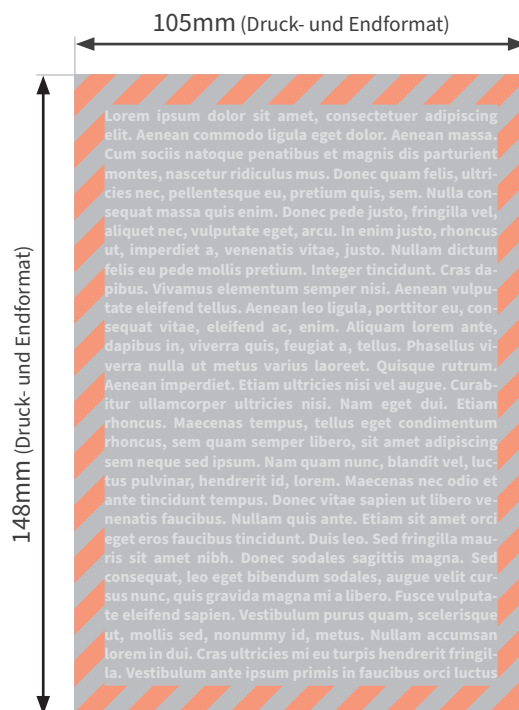 105mm (Druck- und Endformat)
148mm (Druck- und Endformat)
Lorem ipsum dolor sit amet, consectetuer adipiscing
elit. Aenean commodo ligula eget dolor. Aenean massa.
Cum sociis natoque penatibus et magnis dis parturient
montes, nascetur ridiculus mus. Donec quam felis, ultri-
cies nec, pellentesque eu, pretium quis, sem. Nulla con-
sequat massa quis enim. Donec pede justo, fringilla vel,
aliquet nec, vulputate eget, arcu. In enim justo, rhoncus
ut, imperdiet a, venenatis vitae, justo. Nullam dictum
felis eu pede mollis pretium. Integer tincidunt. Cras da-
pibus. Vivamus elementum semper nisi. Aenean vulpu-
tate eleifend tellus. Aenean leo ligula, porttitor eu, con-
sequat vitae, eleifend ac, enim. Aliquam lorem ante,
dapibus in, viverra quis, feugiat a, tellus. Phasellus vi-
verra nulla ut metus varius laoreet. Quisque rutrum.
Aenean imperdiet. Etiam ultricies nisi vel augue. Curab-
itur ullamcorper ultricies nisi. Nam eget dui. Etiam
rhoncus. Maecenas tempus, tellus eget condimentum
rhoncus, sem quam semper libero, sit amet adipiscing
sem neque sed ipsum. Nam quam nunc, blandit vel, luc-
tus pulvinar, hendrerit id, lorem. Maecenas nec odio et
ante tincidunt tempus. Donec vitae sapien ut libero ve-
nenatis faucibus. Nullam quis ante. Etiam sit amet orci
eget eros faucibus tincidunt. Duis leo. Sed fringilla mau-
ris sit amet nibh. Donec sodales sagittis magna. Sed
consequat, leo eget bibendum sodales, augue velit cur-
sus nunc, quis gravida magna mi a libero. Fusce vulputa-
te eleifend sapien. Vestibulum purus quam, scelerisque
ut, mollis sed, nonummy id, metus. Nullam accumsan
lorem in dui. Cras ultricies mi eu turpis hendrerit fringil-
la. Vestibulum ante ipsum primis in faucibus orci luctus